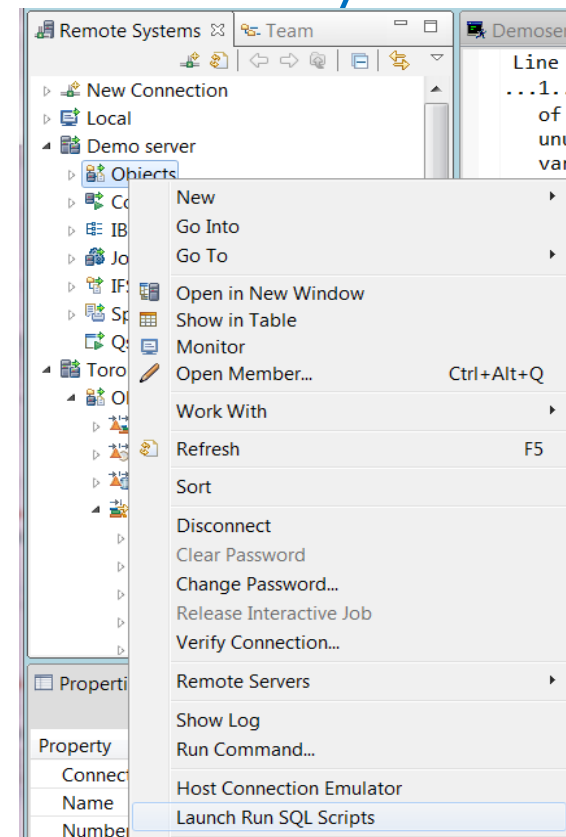 Remote Systems Team
New Connection
Local
Demo server
Objects
Toro
Properti
Property
Connect
Name
Number
New
Go Into
Go To
Open in New Window
Show in Table
Monitor
Open Member... Ctrl+Alt+Q
Work With
Refresh F5
Sort
Disconnect
Clear Password
Change Password...
Release Interactive Job
Verify Connection...
Remote Servers
Show Log
Run Command...
Host Connection Emulator
Launch Run SQL Scripts
Demoser
Line
...1..
of
unu
var